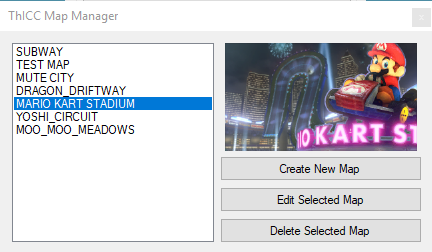 ThICC Map Manager
x
SUBWAY
TEST MAP
MUTE CITY
DRAGON_DRIFTWAY
MARIO KART STADIUM
YOSHI_CIRCUIT
MOO_MOO_MEADOWS
IO KART ST
Create New Map
Edit Selected Map
Delete Selected Map